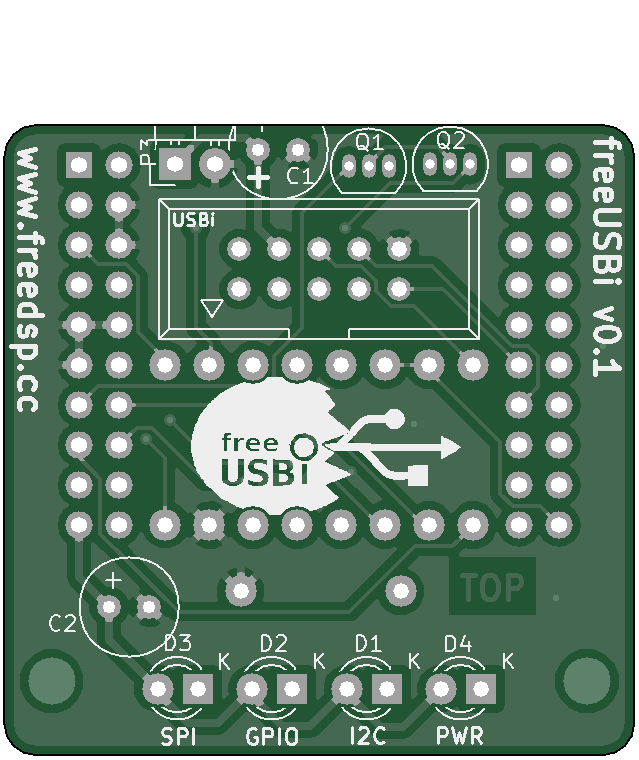 Q1
Q2
P3
C1
USBi
www.freedsp.cc
freeUSBi v0.1
free
USBi
TOP
C2
D3
K
D2
K
D1
K
D4
K
SPI
GPIO
I2C
PWR